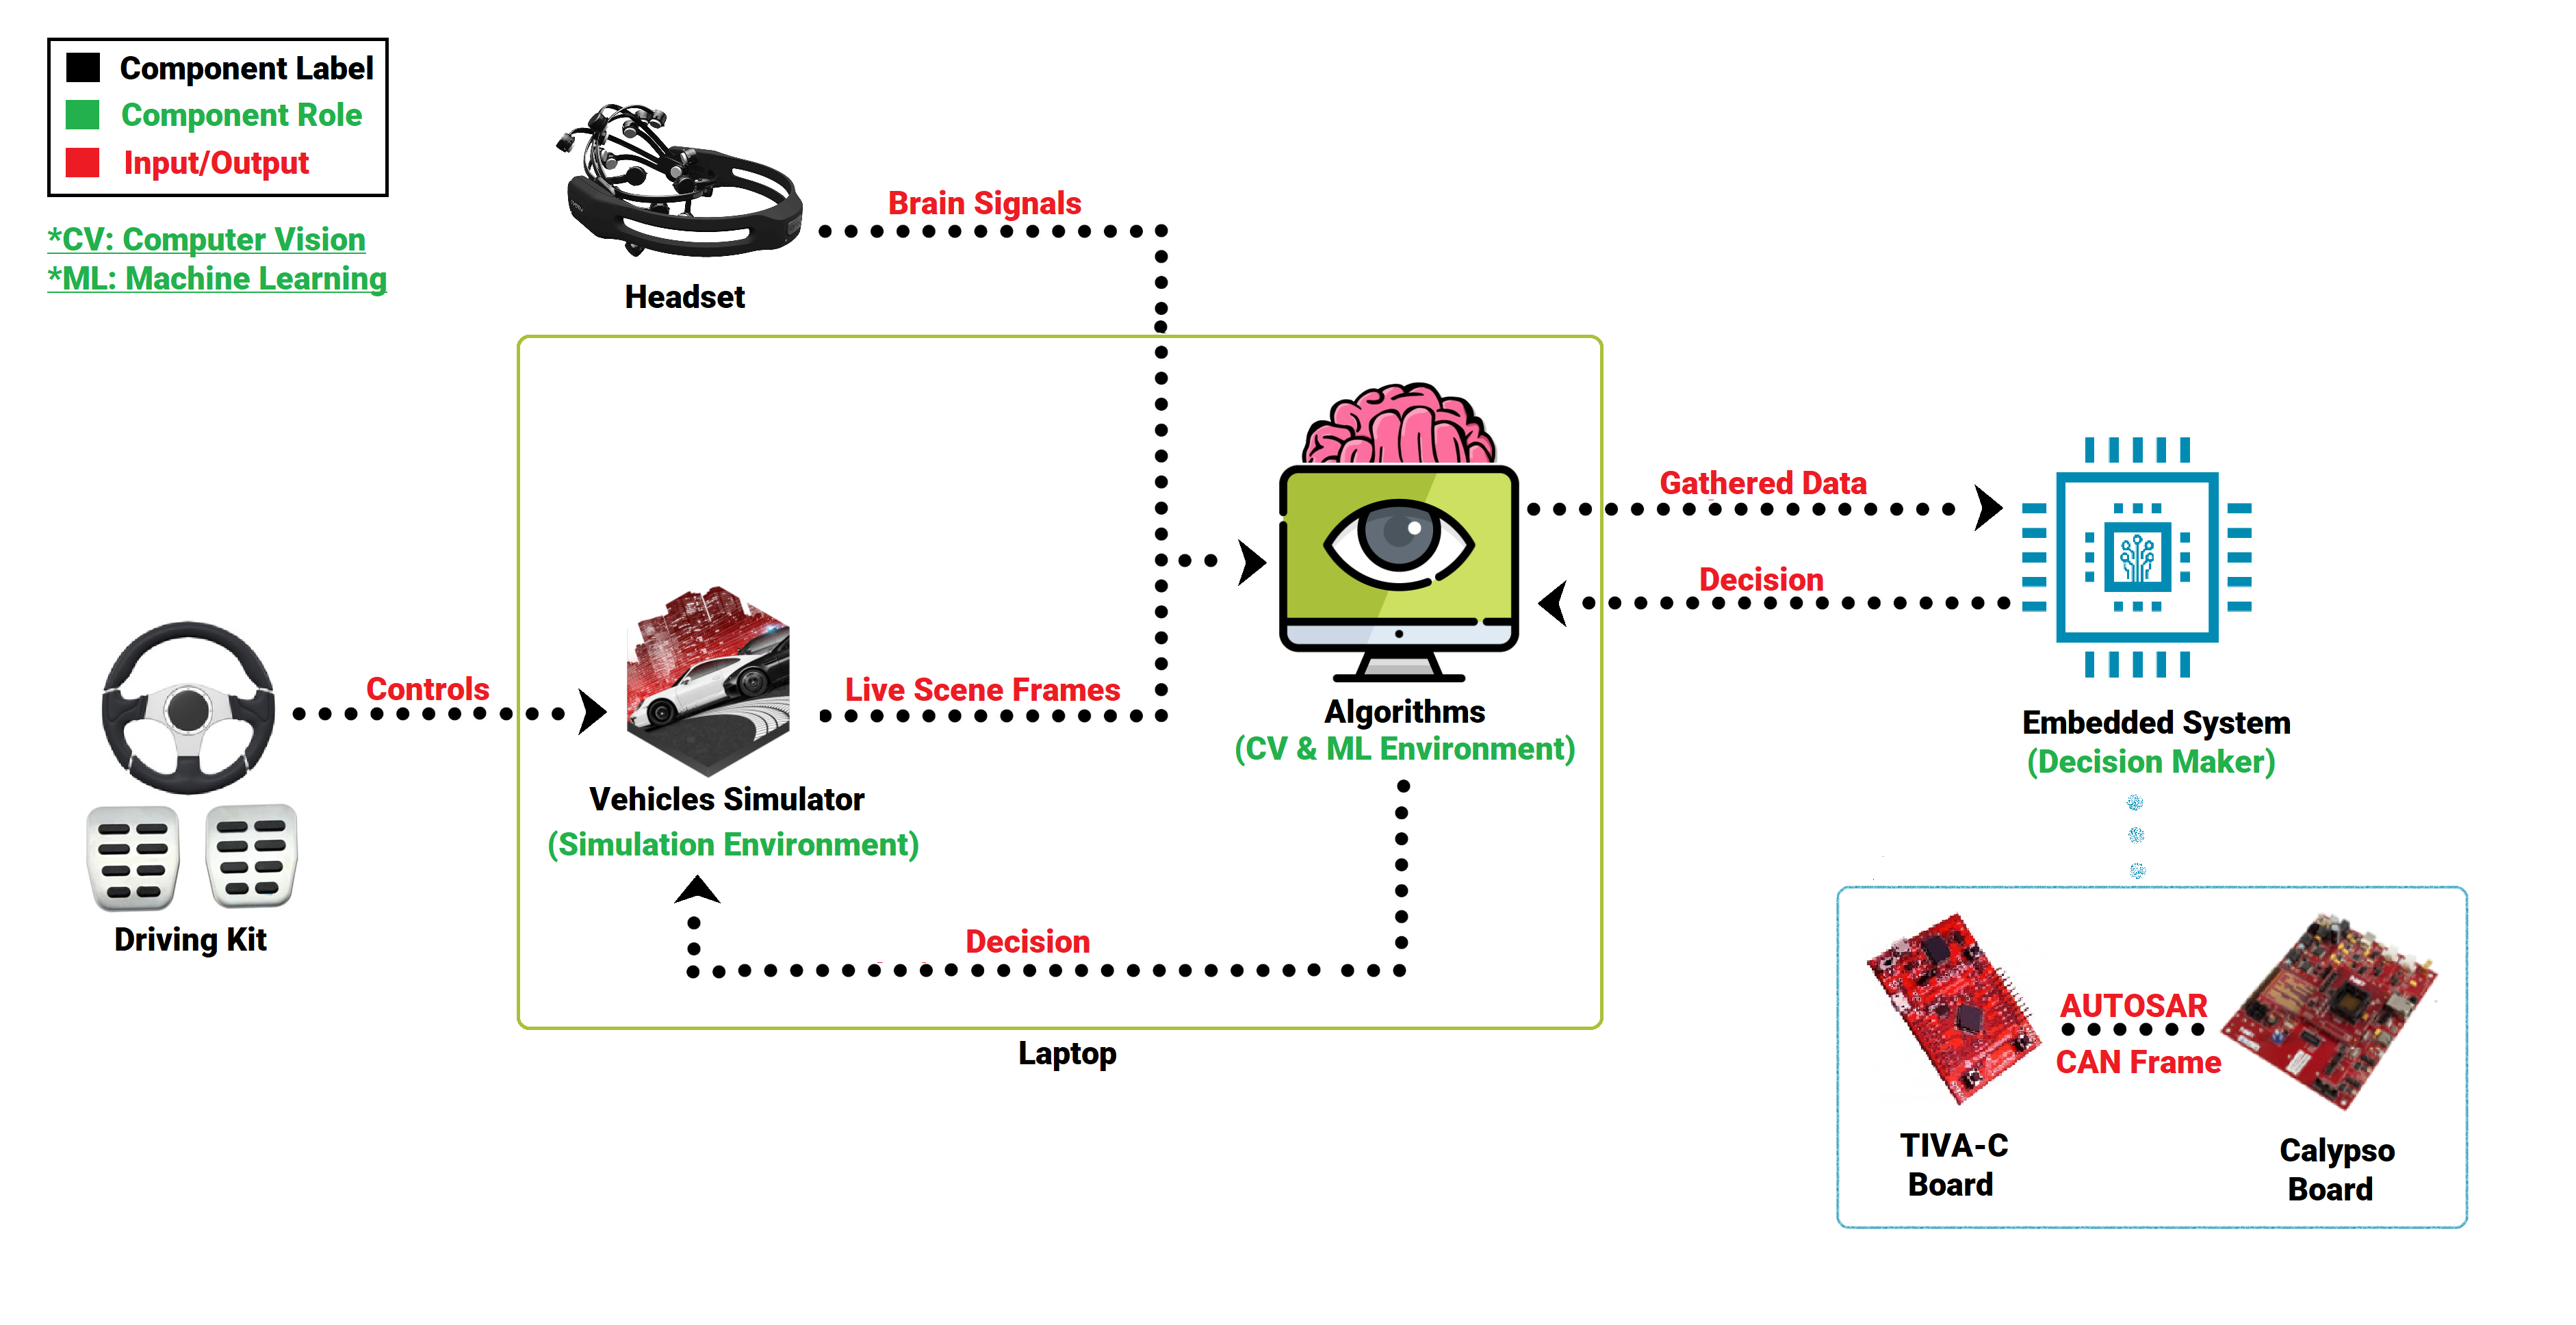 Component Label
Component Role
Input/Output
*CV: Computer Vision
*ML: Machine Learning
Brain Signals
Headset
Gathered Data
Decision
Controls
Live Scene Frames
Algorithms
(CV & ML Environment)
Embedded System
(Decision Maker)
Vehicles Simulator
(Simulation Environment)
Driving Kit
Decision
Laptop
AUTOSAR
CAN Frame
TIVA-C
Board
Calypso
Board